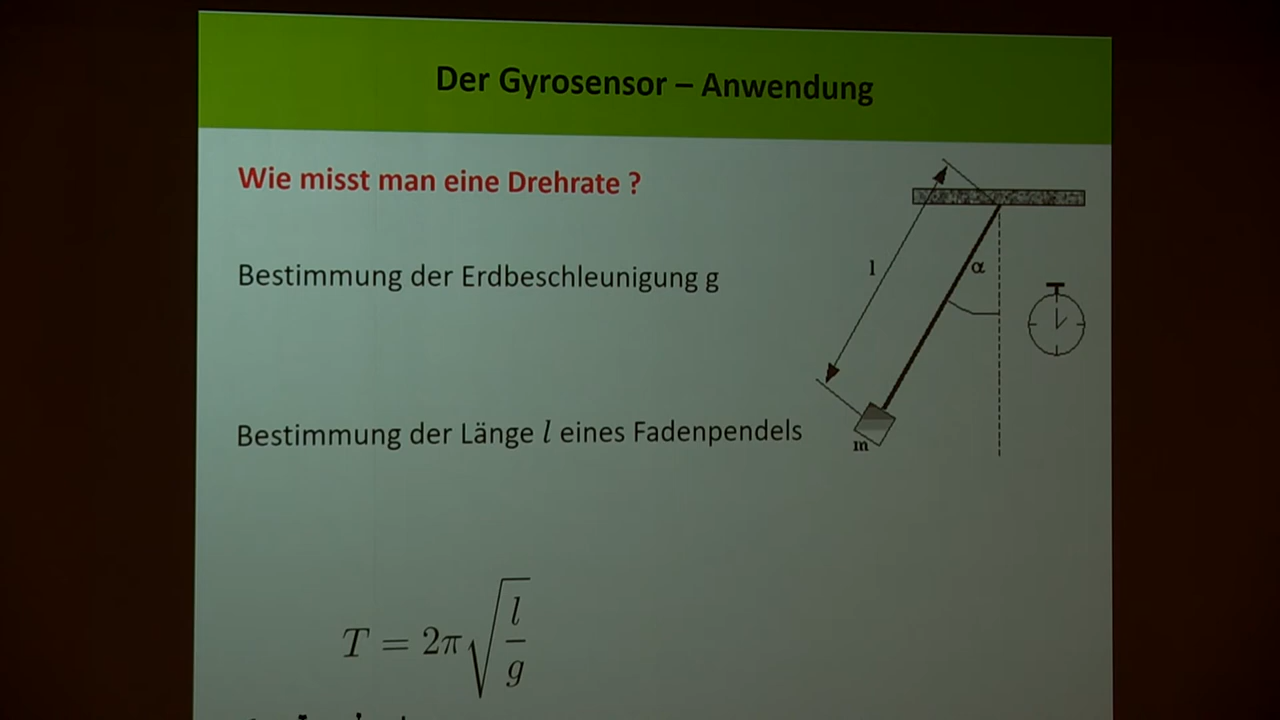 Der Gyrosensor – Anwendung
Wie misst man eine Drehrate ?
Bestimmung der Erdbeschleunigung g
l
α
Bestimmung der Länge l eines Fadenpendels
m
T = 2π√(l/g)